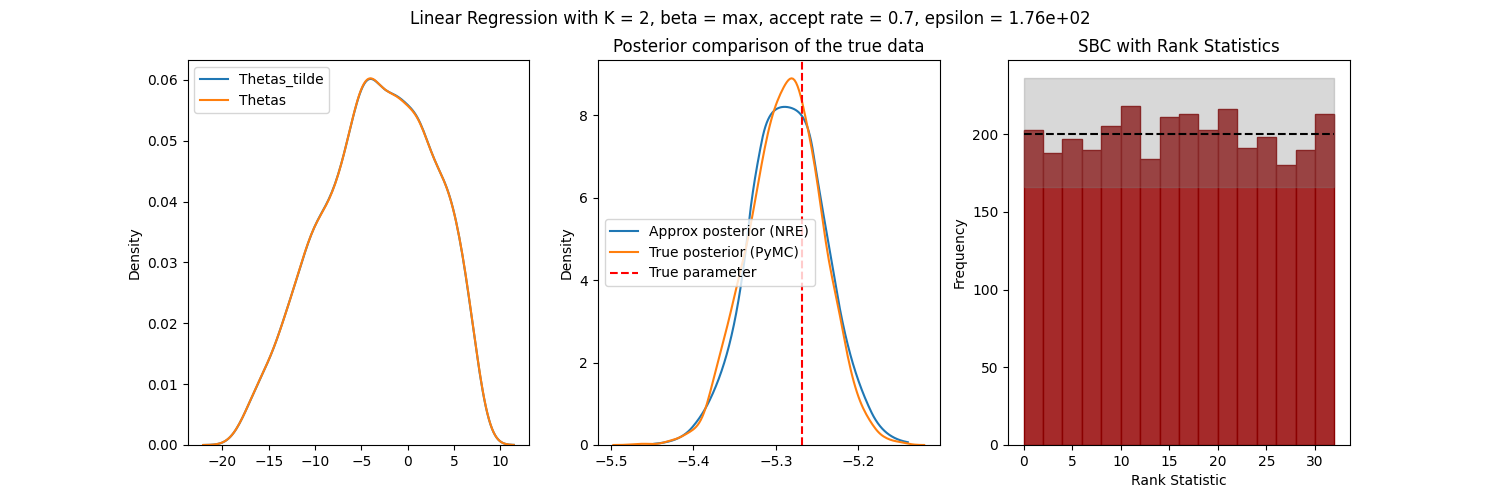 Linear Regression with K = 2, beta = max, accept rate = 0.7, epsilon = 1.76e+02
Thetas_tilde
Thetas
Density
0.06
0.05
0.04
0.03
0.02
0.01
0.00
−20
−15
−10
−5
0
5
10
Posterior comparison of the true data
Approx posterior (NRE)
True posterior (PyMC)
True parameter
Density
8
6
4
2
0
−5.5
−5.4
−5.3
−5.2
SBC with Rank Statistics
Frequency
200
150
100
50
0
0
5
10
15
20
25
30
Rank Statistic